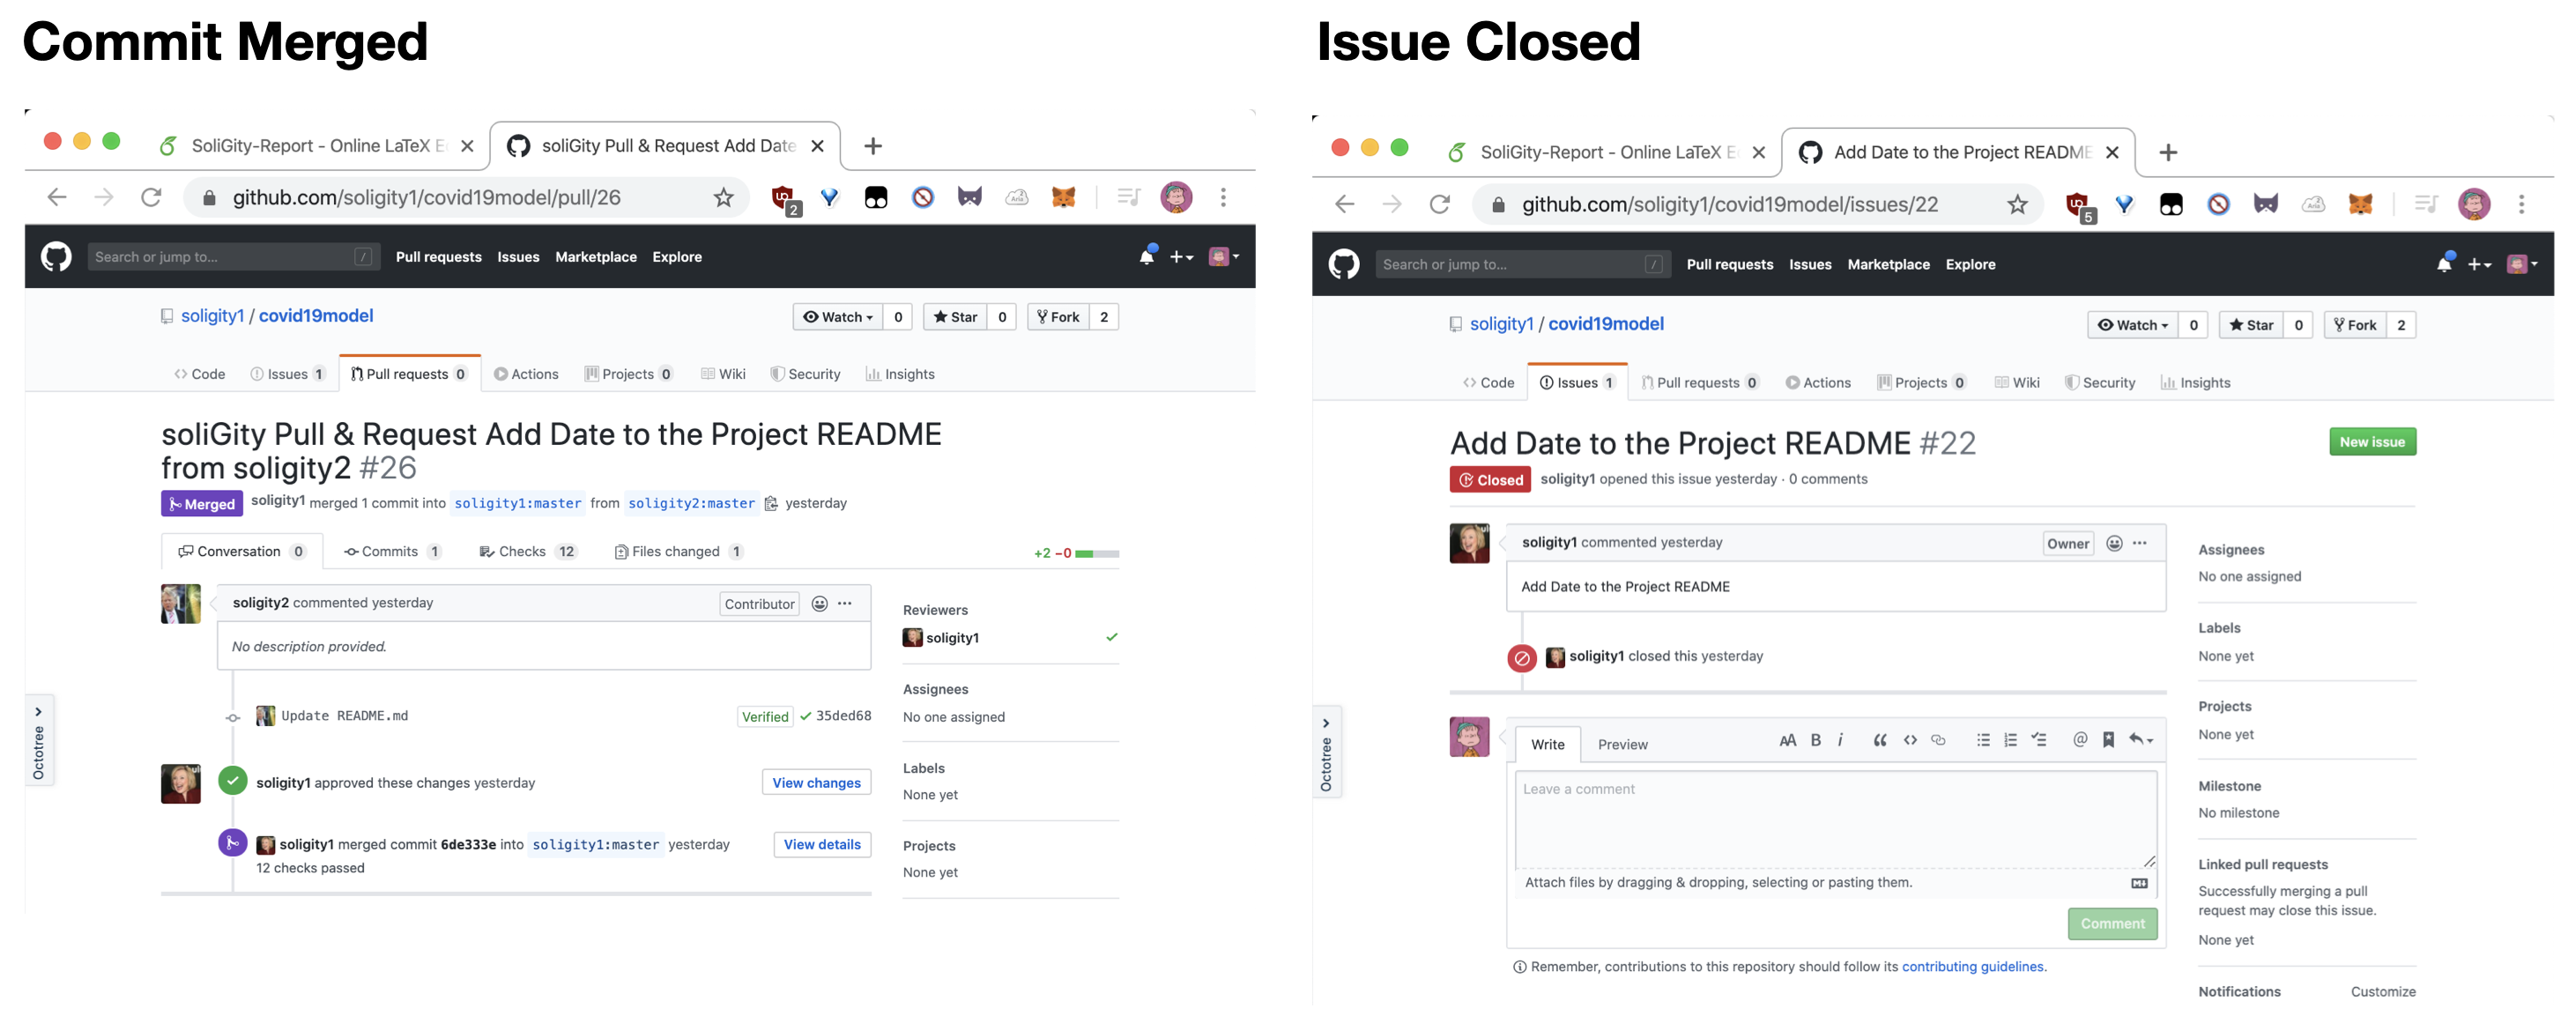 Commit Merged
SoliGity-Report - Online LaTeX E
soliGity Pull & Request Add Date
github.com/soligity1/covid19model/pull/26
2
Search or jump to... /
Pull requests Issues Marketplace Explore
soligity1 / covid19model
Watch 0 Star 0 Fork 2
Code Issues 1 Pull requests 0 Actions Projects 0 Wiki Security Insights
soliGity Pull & Request Add Date to the Project README
from soligity2 #26
Merged soligity1 merged 1 commit into soligity1:master from soligity2:master yesterday
Conversation 0 Commits 1 Checks 12 Files changed 1 +2 −0
soligity2 commented yesterday Contributor
No description provided.
Update README.md Verified 35ded68
soligity1 approved these changes yesterday View changes
soligity1 merged commit 6de333e into soligity1:master yesterday View details
12 checks passed
Reviewers
soligity1
Assignees
No one assigned
Labels
None yet
Projects
None yet
Octotree
Issue Closed
SoliGity-Report - Online LaTeX E
Add Date to the Project README
github.com/soligity1/covid19model/issues/22
5
Search or jump to... /
Pull requests Issues Marketplace Explore
soligity1 / covid19model
Watch 0 Star 0 Fork 2
Code Issues 1 Pull requests 0 Actions Projects 0 Wiki Security Insights
Add Date to the Project README #22
New issue
Closed soligity1 opened this issue yesterday · 0 comments
soligity1 commented yesterday Owner
Add Date to the Project README
soligity1 closed this yesterday
Write Preview
AA B i
Leave a comment
Attach files by dragging & dropping, selecting or pasting them.
Comment
Remember, contributions to this repository should follow its contributing guidelines.
Assignees
No one assigned
Labels
None yet
Projects
None yet
Milestone
No milestone
Linked pull requests
Successfully merging a pull
request may close this issue.
None yet
Notifications Customize
Octotree